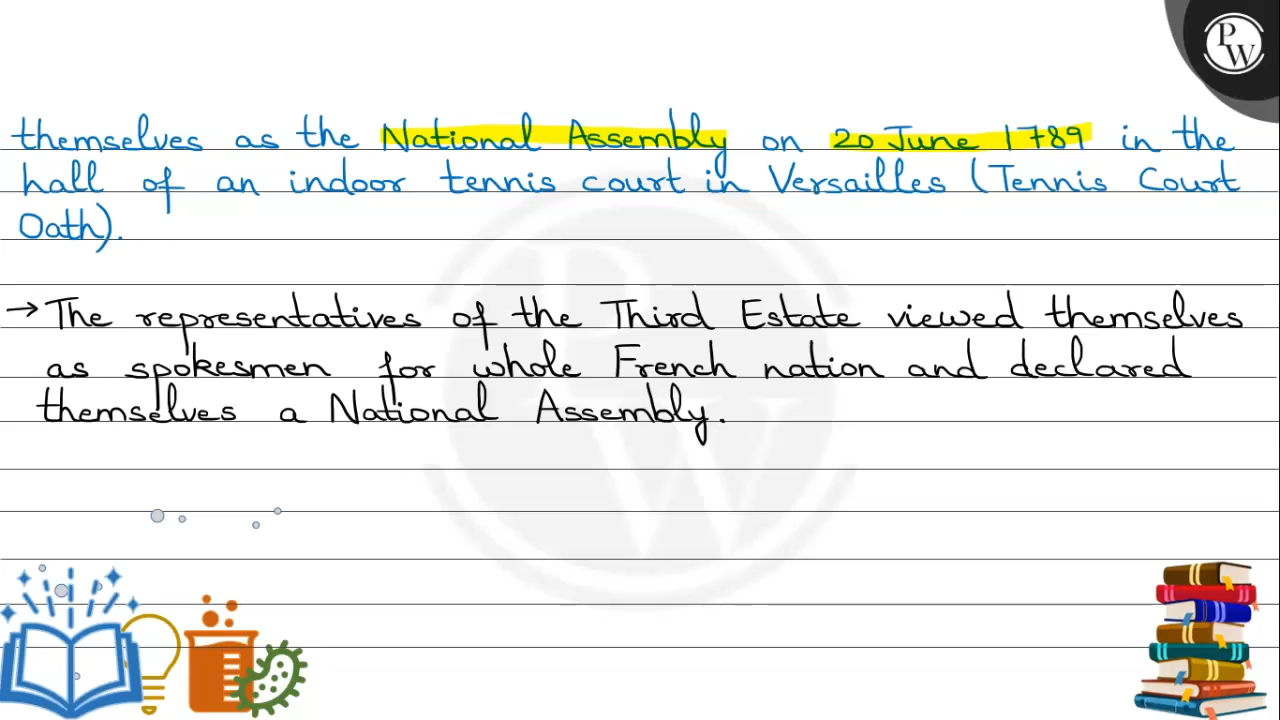 PW
themselves as the National Assembly on 20 June 1789 in the
hall of an indoor tennis court in Versailles (Tennis Court
Oath).
→ The representatives of the Third Estate viewed themselves
as spokesmen for whole French nation and declared
themselves a National Assembly.
PW